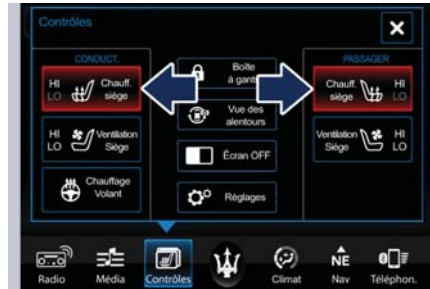 Contrôles
CONDUCT.
PASSAGER
HI
LO
Chauff.
siège
Boîte
à gants
Chauff.
siège
HI
LO
HI
LO
Ventilation
Siège
Vue des
alentours
Ventilation
Siège
HI
LO
Écran OFF
Chauffage
Volant
Réglages
Radio
Média
Contrôles
Climat
NE
Nav
Téléphon.